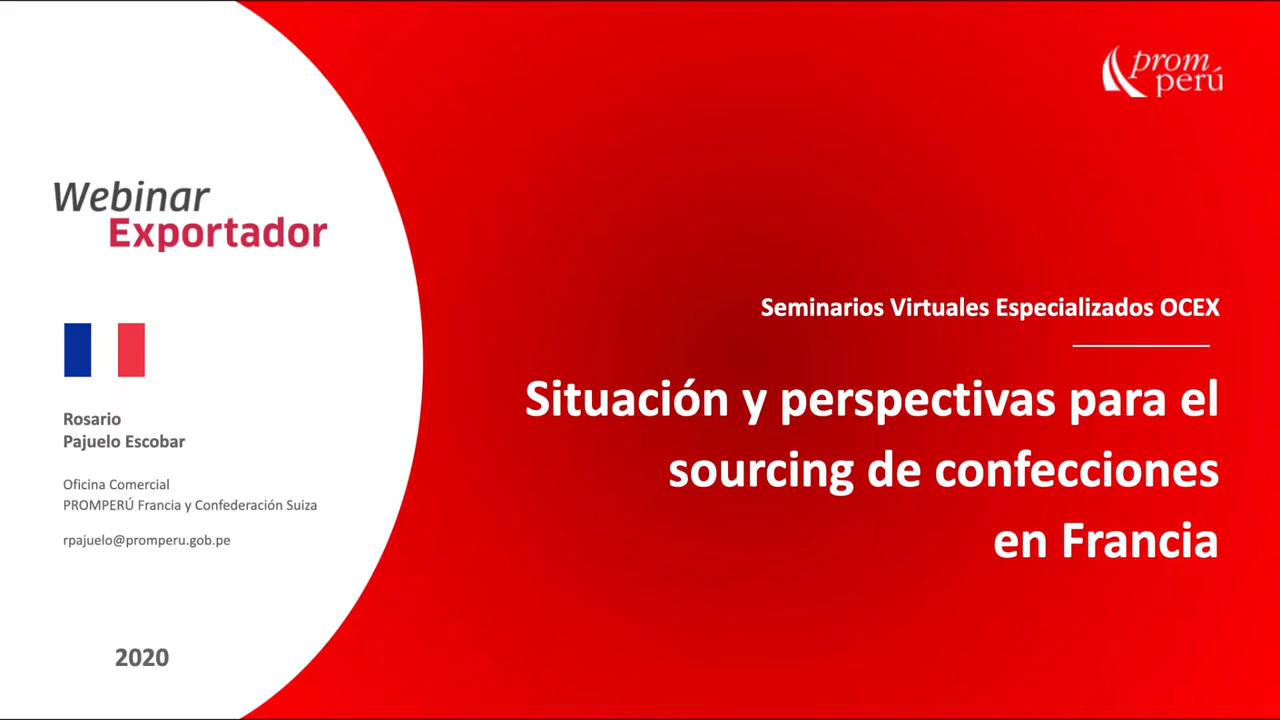 prom
perú
Webinar
Exportador
Rosario
Pajuelo Escobar
Oficina Comercial
PROMPERÚ Francia y Confederación Suiza
rpajuelo@promperu.gob.pe
2020
Seminarios Virtuales Especializados OCEX
Situación y perspectivas para el
sourcing de confecciones
en Francia